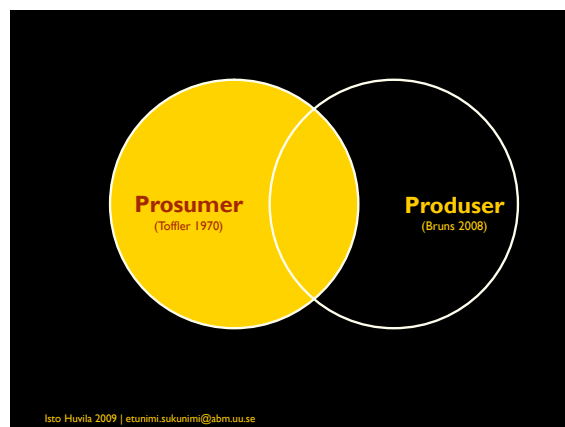 Prosumer
(Toffler 1970)
Produser
(Bruns 2008)
Isto Huvila 2009 | etunimi.sukunimi@abm.uu.se